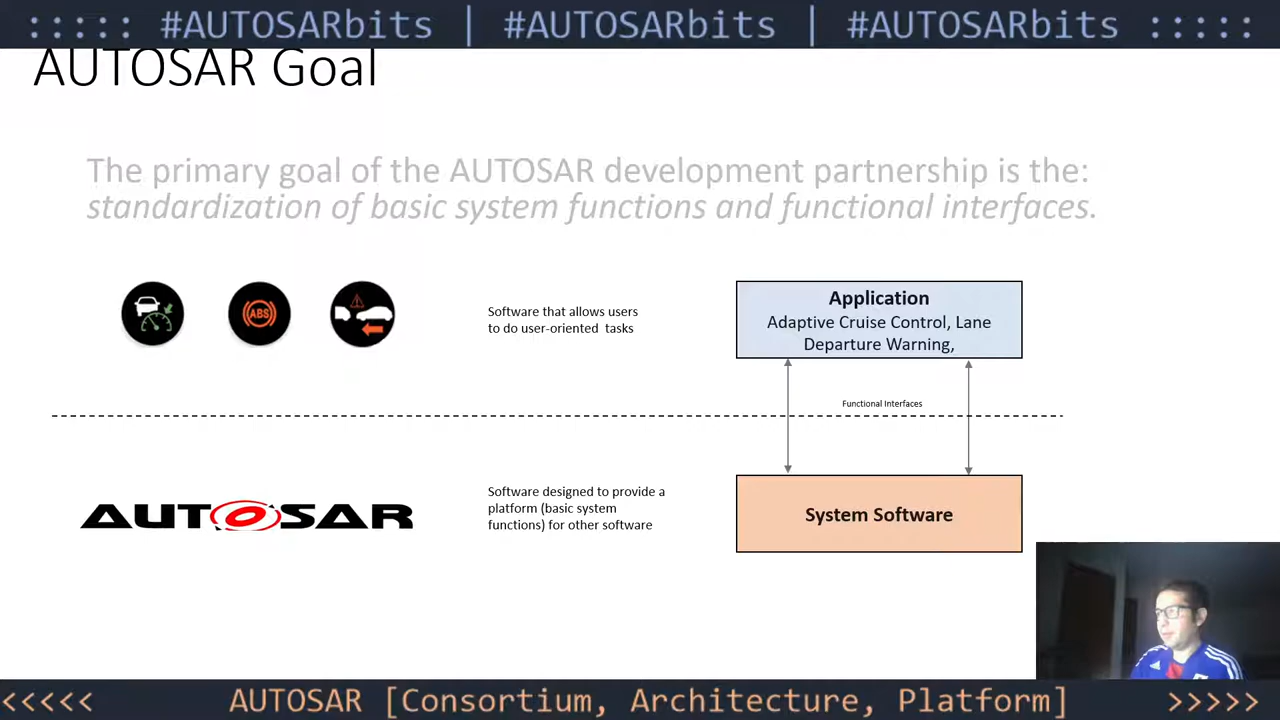 ::::: #AUTOSARbits | #AUTOSARbits | #AUTOSARbits :::::
AUTOSAR Goal
The primary goal of the AUTOSAR development partnership is the:
standardization of basic system functions and functional interfaces.
ABS
Software that allows users
to do user-oriented tasks
Application
Adaptive Cruise Control, Lane
Departure Warning,
Functional Interfaces
AUTOSAR
Software designed to provide a
platform (basic system
functions) for other software
System Software
<<<<< AUTOSAR [Consortium, Architecture, Platform] >>>>>